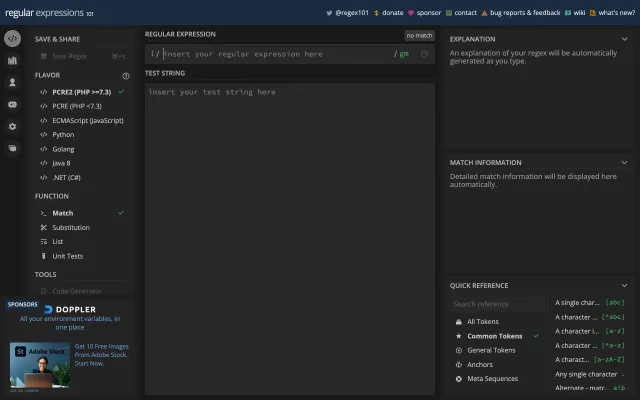 regular expressions 101
@regex101
$ donate
sponsor
contact
bug reports & feedback
wiki
what's new?
SAVE & SHARE
Save Regex
⌘+S
FLAVOR
</> PCRE2 (PHP >=7.3)
</> PCRE (PHP <7.3)
</> ECMAScript (JavaScript)
</> Python
</> Golang
</> Java 8
</> .NET (C#)
FUNCTION
Match
Substitution
List
Unit Tests
TOOLS
Code Generator
SPONSORS
DOPPLER
All your environment variables, in
one place
St Adobe Stock
Get 10 Free Images
From Adobe Stock.
Start Now.
REGULAR EXPRESSION
no match
/ insert your regular expression here
/ gm
TEST STRING
insert your test string here
EXPLANATION
An explanation of your regex will be automatically
generated as you type.
MATCH INFORMATION
Detailed match information will be displayed here
automatically.
QUICK REFERENCE
Search reference
All Tokens
Common Tokens
General Tokens
Anchors
Meta Sequences
A single char... [abc]
A character ... [^abc]
A character i... [a-z]
A character ... [^a-z]
A charact... [a-zA-Z]
Any single character .
Alternate - matc... a|b